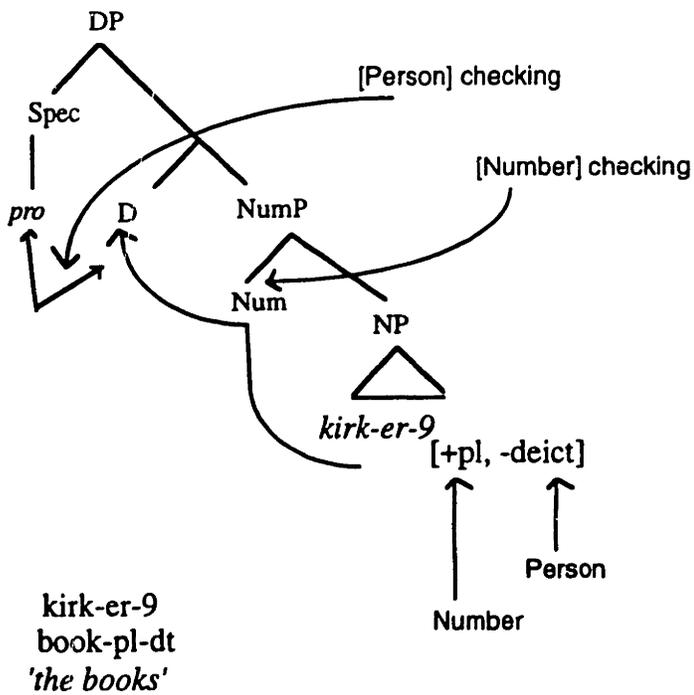 DP
[Person] checking
Spec
[Number] checking
pro
D
NumP
Num
NP
kirk-er-9
[+pl, -deict]
Person
Number
kirk-er-9
book-pl-dt
'the books'